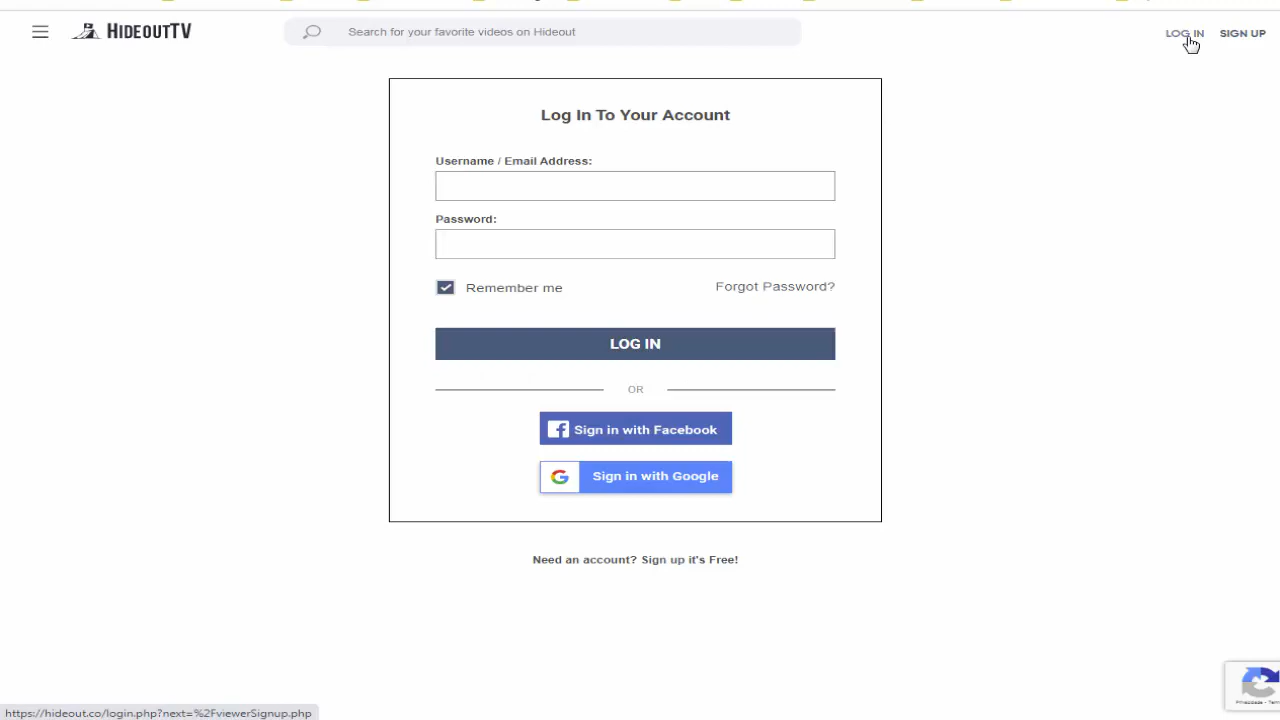 HIDEOUTTV
Search for your favorite videos on Hideout
LOG IN
SIGN UP
Log In To Your Account
Username / Email Address:
Password:
Remember me
Forgot Password?
LOG IN
OR
Sign in with Facebook
Sign in with Google
Need an account? Sign up it's Free!
https://hideout.co/login.php?next=%2FviewerSignup.php